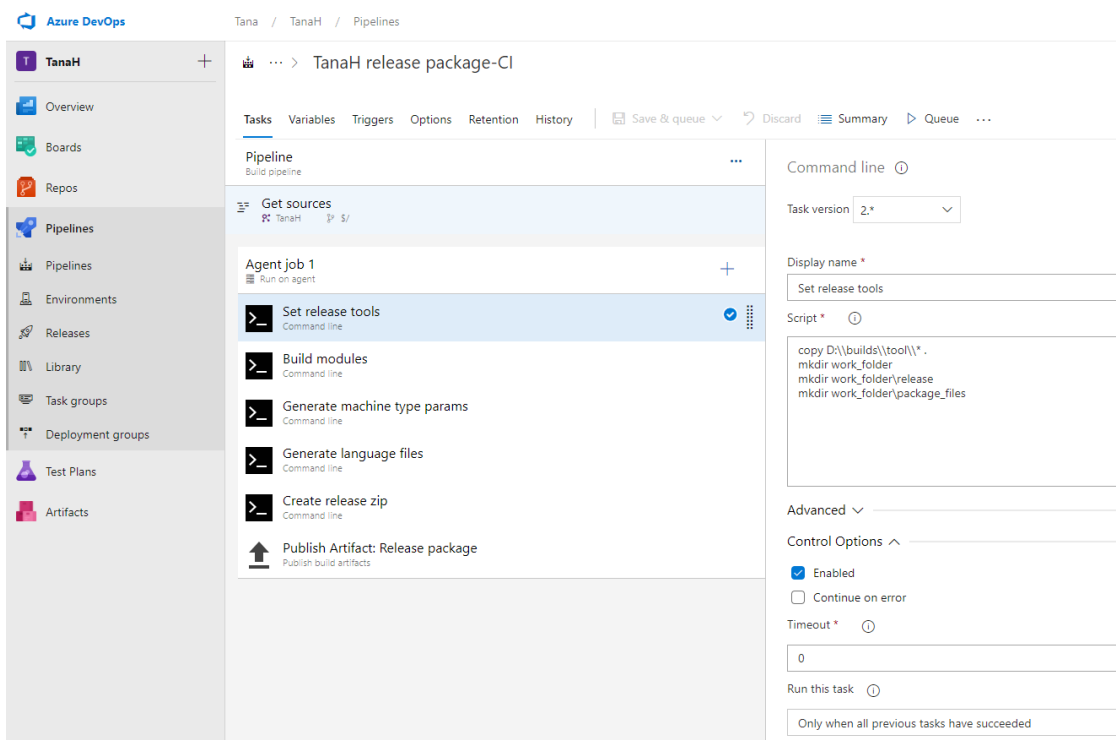 Azure DevOps
Tana / TanaH / Pipelines
T TanaH
Overview
Boards
Repos
Pipelines
Pipelines
Environments
Releases
Library
Task groups
Deployment groups
Test Plans
Artifacts
··· > TanaH release package-CI
Tasks Variables Triggers Options Retention History Save & queue Discard Summary Queue ···
Pipeline
Build pipeline
Get sources
TanaH $/
Agent job 1
Run on agent
Set release tools
Command line
Build modules
Command line
Generate machine type params
Command line
Generate language files
Command line
Create release zip
Command line
Publish Artifact: Release package
Publish build artifacts
Command line
Task version 2.*
Display name *
Set release tools
Script *
copy D:\\builds\\tool\\* .
mkdir work_folder
mkdir work_folder\release
mkdir work_folder\package_files
Advanced
Control Options
Enabled
Continue on error
Timeout *
0
Run this task
Only when all previous tasks have succeeded